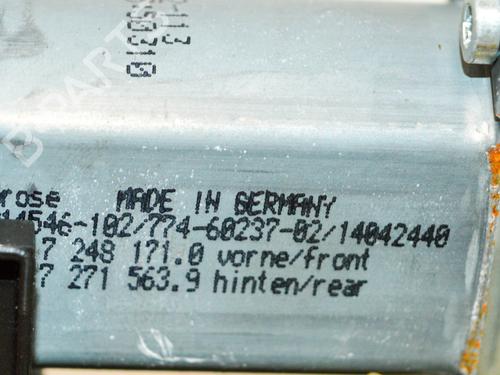 rose MADE IN GERMANY
14546-102/774-60237-02/14042440
7 248 171.0 vorne/front
7 271 563.9 hinten/rear